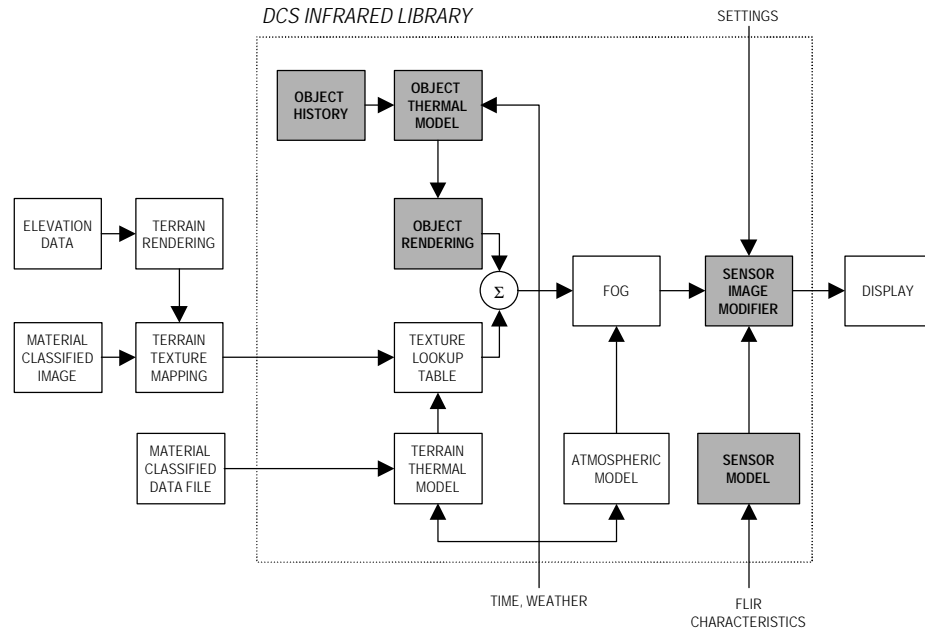 DCS INFRARED LIBRARY
SETTINGS
OBJECT
HISTORY
OBJECT
THERMAL
MODEL
ELEVATION
DATA
TERRAIN
RENDERING
OBJECT
RENDERING
Σ
FOG
SENSOR
IMAGE
MODIFIER
DISPLAY
MATERIAL
CLASSIFIED
IMAGE
TERRAIN
TEXTURE
MAPPING
TEXTURE
LOOKUP
TABLE
MATERIAL
CLASSIFIED
DATA FILE
TERRAIN
THERMAL
MODEL
ATMOSPHERIC
MODEL
SENSOR
MODEL
TIME, WEATHER
FLIR
CHARACTERISTICS